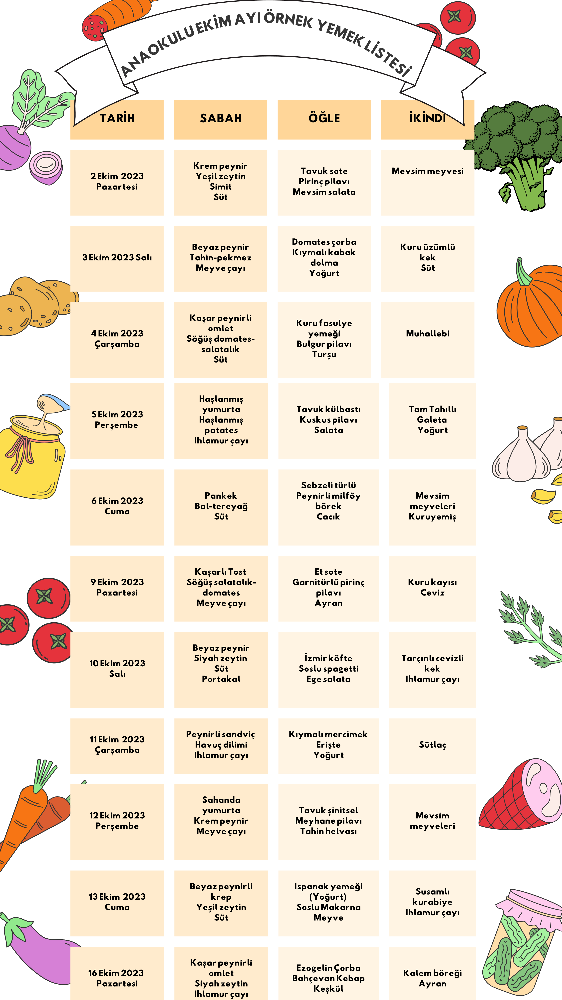 ANAOKULU EKİM AYI ÖRNEK YEMEK LİSTESİ
TARİH
SABAH
ÖĞLE
İKİNDİ
2 Ekim 2023
Pazartesi
Krem peynir
Yeşil zeytin
Simit
Süt
Tavuk sote
Pirinç pilavı
Mevsim salata
Mevsim meyvesi
3 Ekim 2023 Salı
Beyaz peynir
Tahin-pekmez
Meyve çayı
Domates çorba
Kıymalı kabak
dolma
Yoğurt
Kuru üzümlü
kek
Süt
4 Ekim 2023
Çarşamba
Kaşar peynirli
omlet
Söğüş domates-
salatalık
Süt
Kuru fasulye
yemeği
Bulgur pilavı
Turşu
Muhallebi
5 Ekim 2023
Perşembe
Haşlanmış
yumurta
Haşlanmış
patates
Ihlamur çayı
Tavuk külbastı
Kuskus pilavı
Salata
Tam Tahıllı
Galeta
Yoğurt
6 Ekim 2023
Cuma
Pankek
Bal-tereyağ
Süt
Sebzeli türlü
Peynirli milföy
börek
Cacık
Mevsim
meyveleri
Kuruyemiş
9 Ekim 2023
Pazartesi
Kaşarlı Tost
Söğüş salatalık-
domates
Meyve çayı
Et sote
Garnitürlü pirinç
pilavı
Ayran
Kuru kayısı
Ceviz
10 Ekim 2023
Salı
Beyaz peynir
Siyah zeytin
Süt
Portakal
İzmir köfte
Soslu spagetti
Ege salata
Tarçınlı cevizli
kek
Ihlamur çayı
11 Ekim 2023
Çarşamba
Peynirli sandviç
Havuç dilimi
Ihlamur çayı
Kıymalı mercimek
Erişte
Yoğurt
Sütlaç
12 Ekim 2023
Perşembe
Sahanda
yumurta
Krem peynir
Meyve çayı
Tavuk şinitsel
Meyhane pilavı
Tahin helvası
Mevsim
meyveleri
13 Ekim 2023
Cuma
Beyaz peynirli
krep
Yeşil zeytin
Süt
Ispanak yemeği
(Yoğurt)
Soslu Makarna
Meyve
Susamlı
kurabiye
Ihlamur çayı
16 Ekim 2023
Pazartesi
Kaşar peynirli
omlet
Siyah zeytin
Ihlamur çayı
Ezogelin Çorba
Bahçevan Kebap
Keşkül
Kalem böreği
Ayran